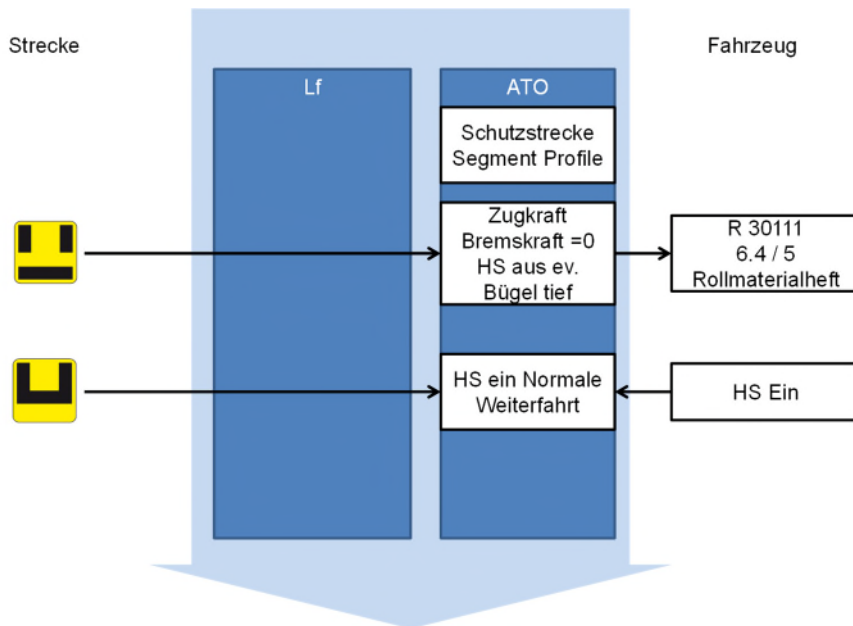 Strecke
Fahrzeug
Lf
ATO
Schutzstrecke
Segment Profile
Zugkraft
Bremskraft =0
HS aus ev.
Bügel tief
R 30111
6.4 / 5
Rollmaterialheft
HS ein Normale
Weiterfahrt
HS Ein